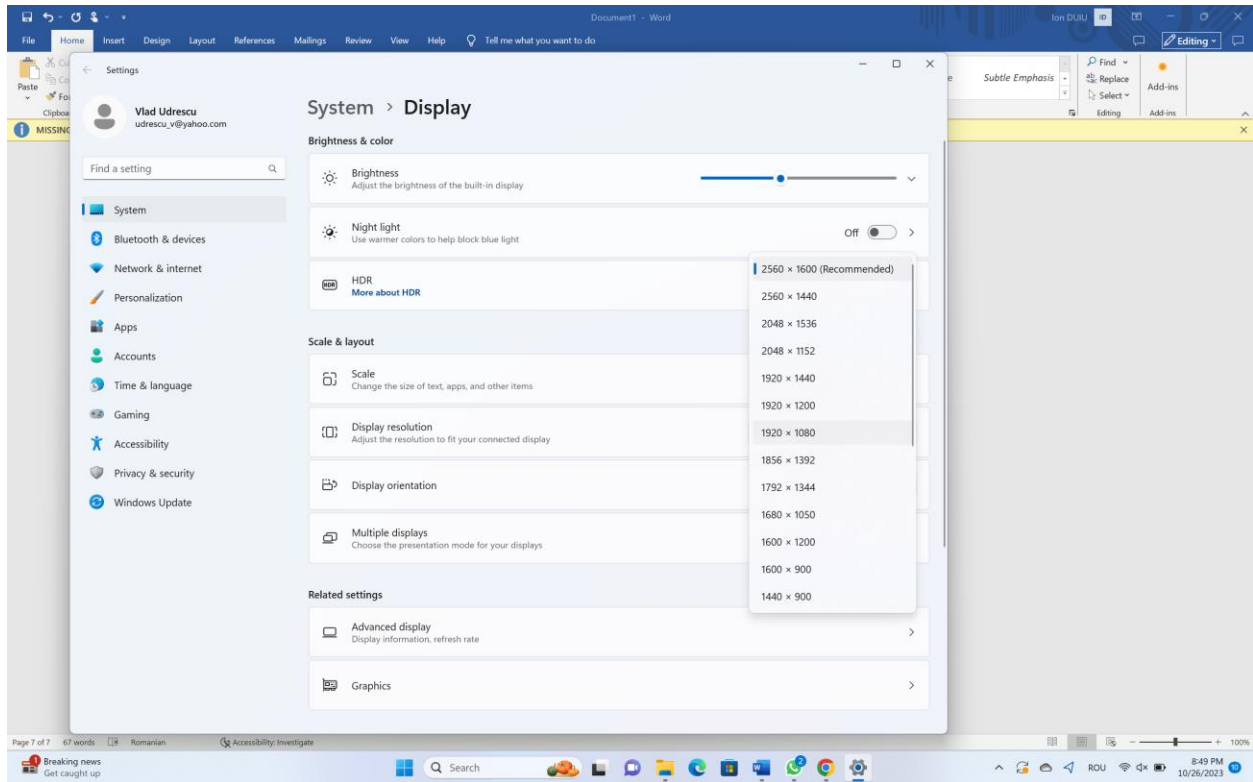 Document1 - Word
Ion DUIU ID
File Home Insert Design Layout References Mailings Review View Help Tell me what you want to do
Editing
Paste
Clipboa
Subtle Emphasis
Find
Replace
Select
Editing
Add-ins
Add-ins
MISSING
Settings
Vlad Udrescu
udrescu_v@yahoo.com
Find a setting
System
Bluetooth & devices
Network & internet
Personalization
Apps
Accounts
Time & language
Gaming
Accessibility
Privacy & security
Windows Update
System > Display
Brightness & color
Brightness
Adjust the brightness of the built-in display
Night light
Use warmer colors to help block blue light
Off
HDR
More about HDR
Scale & layout
Scale
Change the size of text, apps, and other items
Display resolution
Adjust the resolution to fit your connected display
Display orientation
Multiple displays
Choose the presentation mode for your displays
Related settings
Advanced display
Display information, refresh rate
Graphics
2560 × 1600 (Recommended)
2560 × 1440
2048 × 1536
2048 × 1152
1920 × 1440
1920 × 1200
1920 × 1080
1856 × 1392
1792 × 1344
1680 × 1050
1600 × 1200
1600 × 900
1440 × 900
Page 7 of 7 67 words Romanian Accessibility: Investigate
100%
1 Breaking news
Get caught up
Search
ROU
8:49 PM
10/26/2023